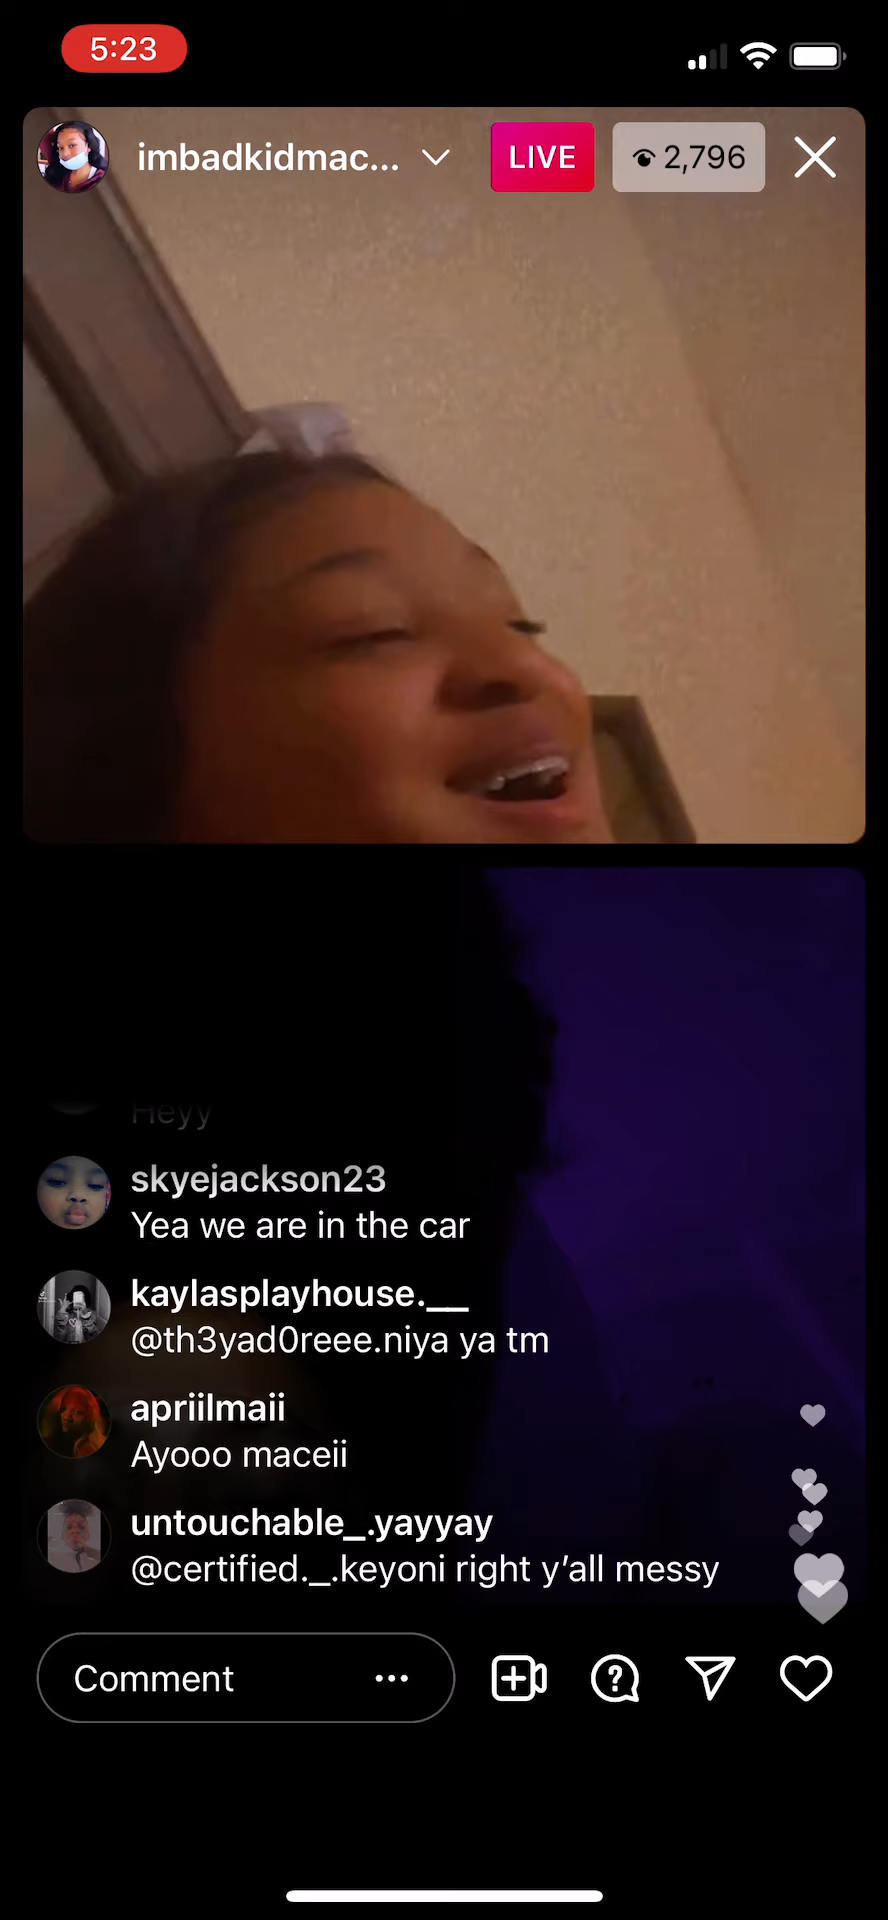 5:23
imbadkidmac...
LIVE
2,796
Heyy
skyejackson23
Yea we are in the car
kaylasplayhouse.__
@th3yad0reee.niya ya tm
apriilmaii
Ayooo maceii
untouchable_.yayyay
@certified._.keyoni right y’all messy
Comment